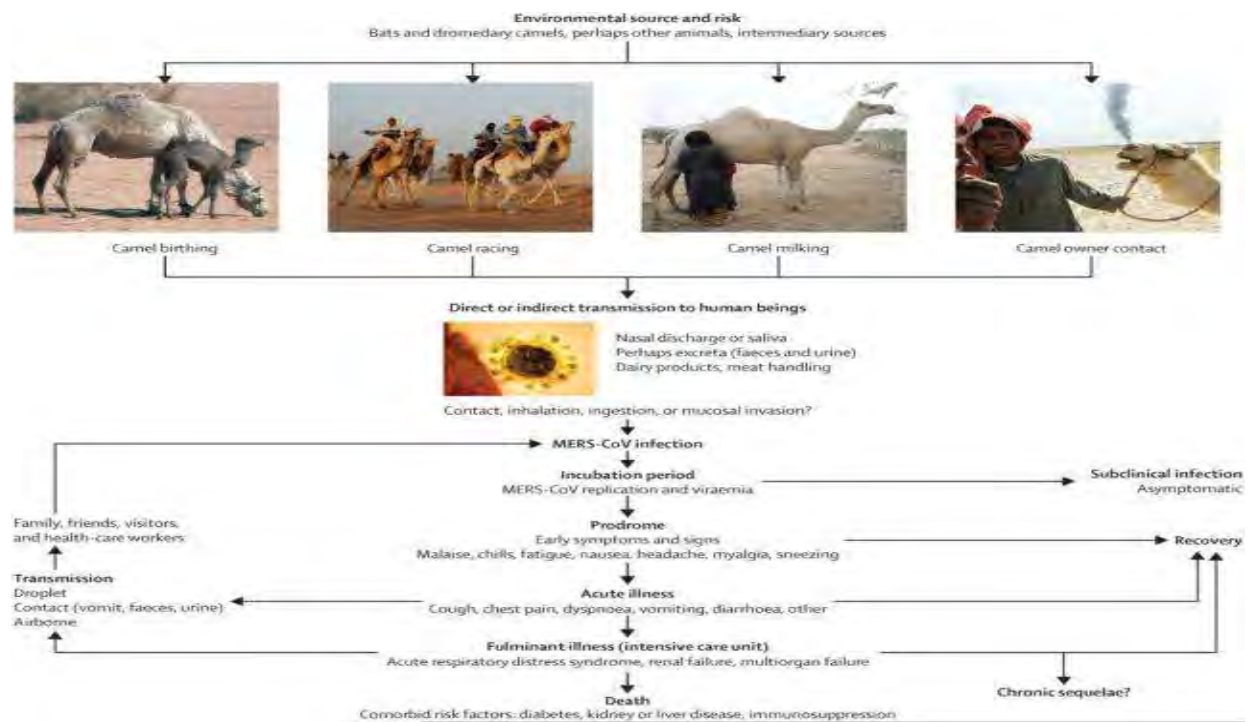 Environmental source and risk
Bats and dromedary camels, perhaps other animals, intermediary sources
Camel birthing
Camel racing
Camel milking
Camel owner contact
Direct or indirect transmission to human beings
Nasal discharge or saliva
Perhaps excreta (faeces and urine)
Dairy products, meat handling
Contact, inhalation, ingestion, or mucosal invasion?
MERS-CoV infection
Incubation period
MERS-CoV replication and viraemia
Subclinical infection
Asymptomatic
Family, friends, visitors,
and health-care workers
Prodrome
Early symptoms and signs
Malaise, chills, fatigue, nausea, headache, myalgia, sneezing
Recovery
Transmission
Droplet
Contact (vomit, faeces, urine)
Airborne
Acute illness
Cough, chest pain, dyspnoea, vomiting, diarrhoea, other
Fulminant illness (intensive care unit)
Acute respiratory distress syndrome, renal failure, multiorgan failure
Chronic sequelae?
Death
Comorbid risk factors: diabetes, kidney or liver disease, immunosuppression